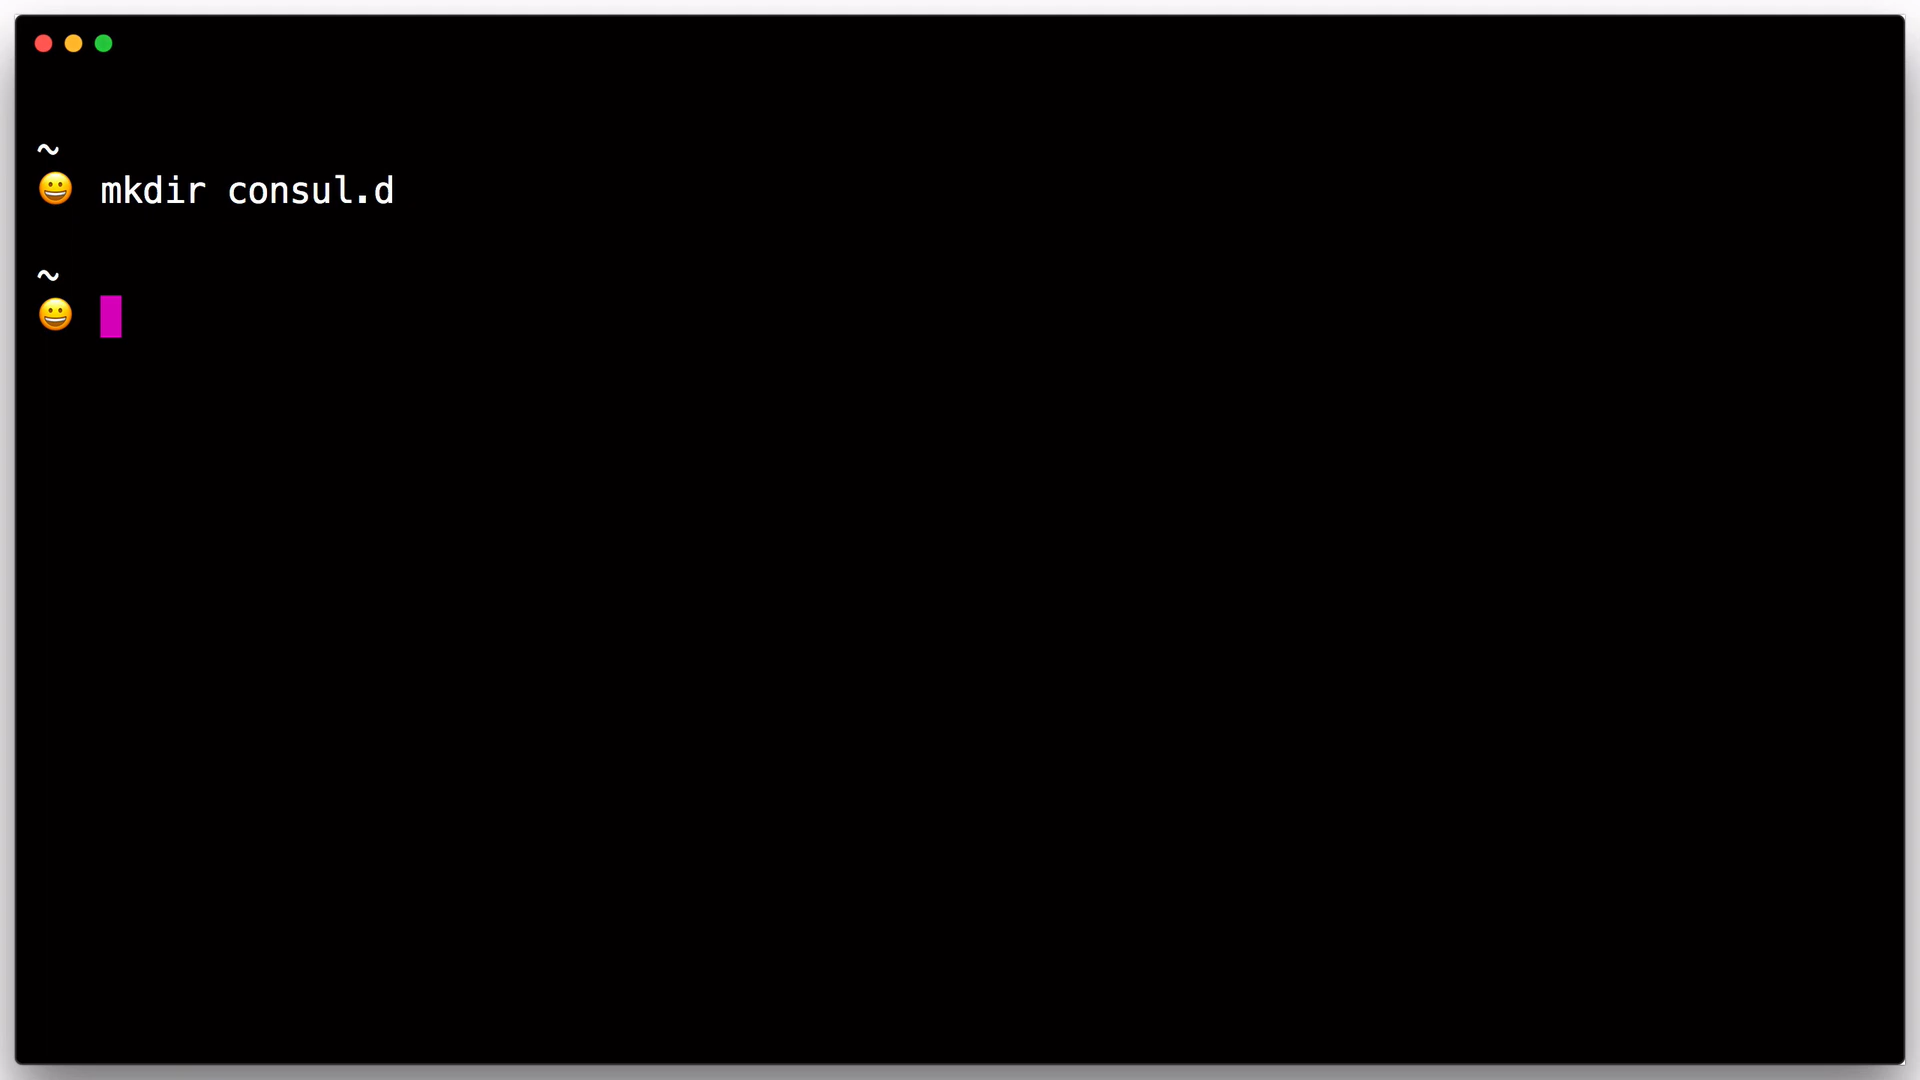 ~
😀 mkdir consul.d
~
😀